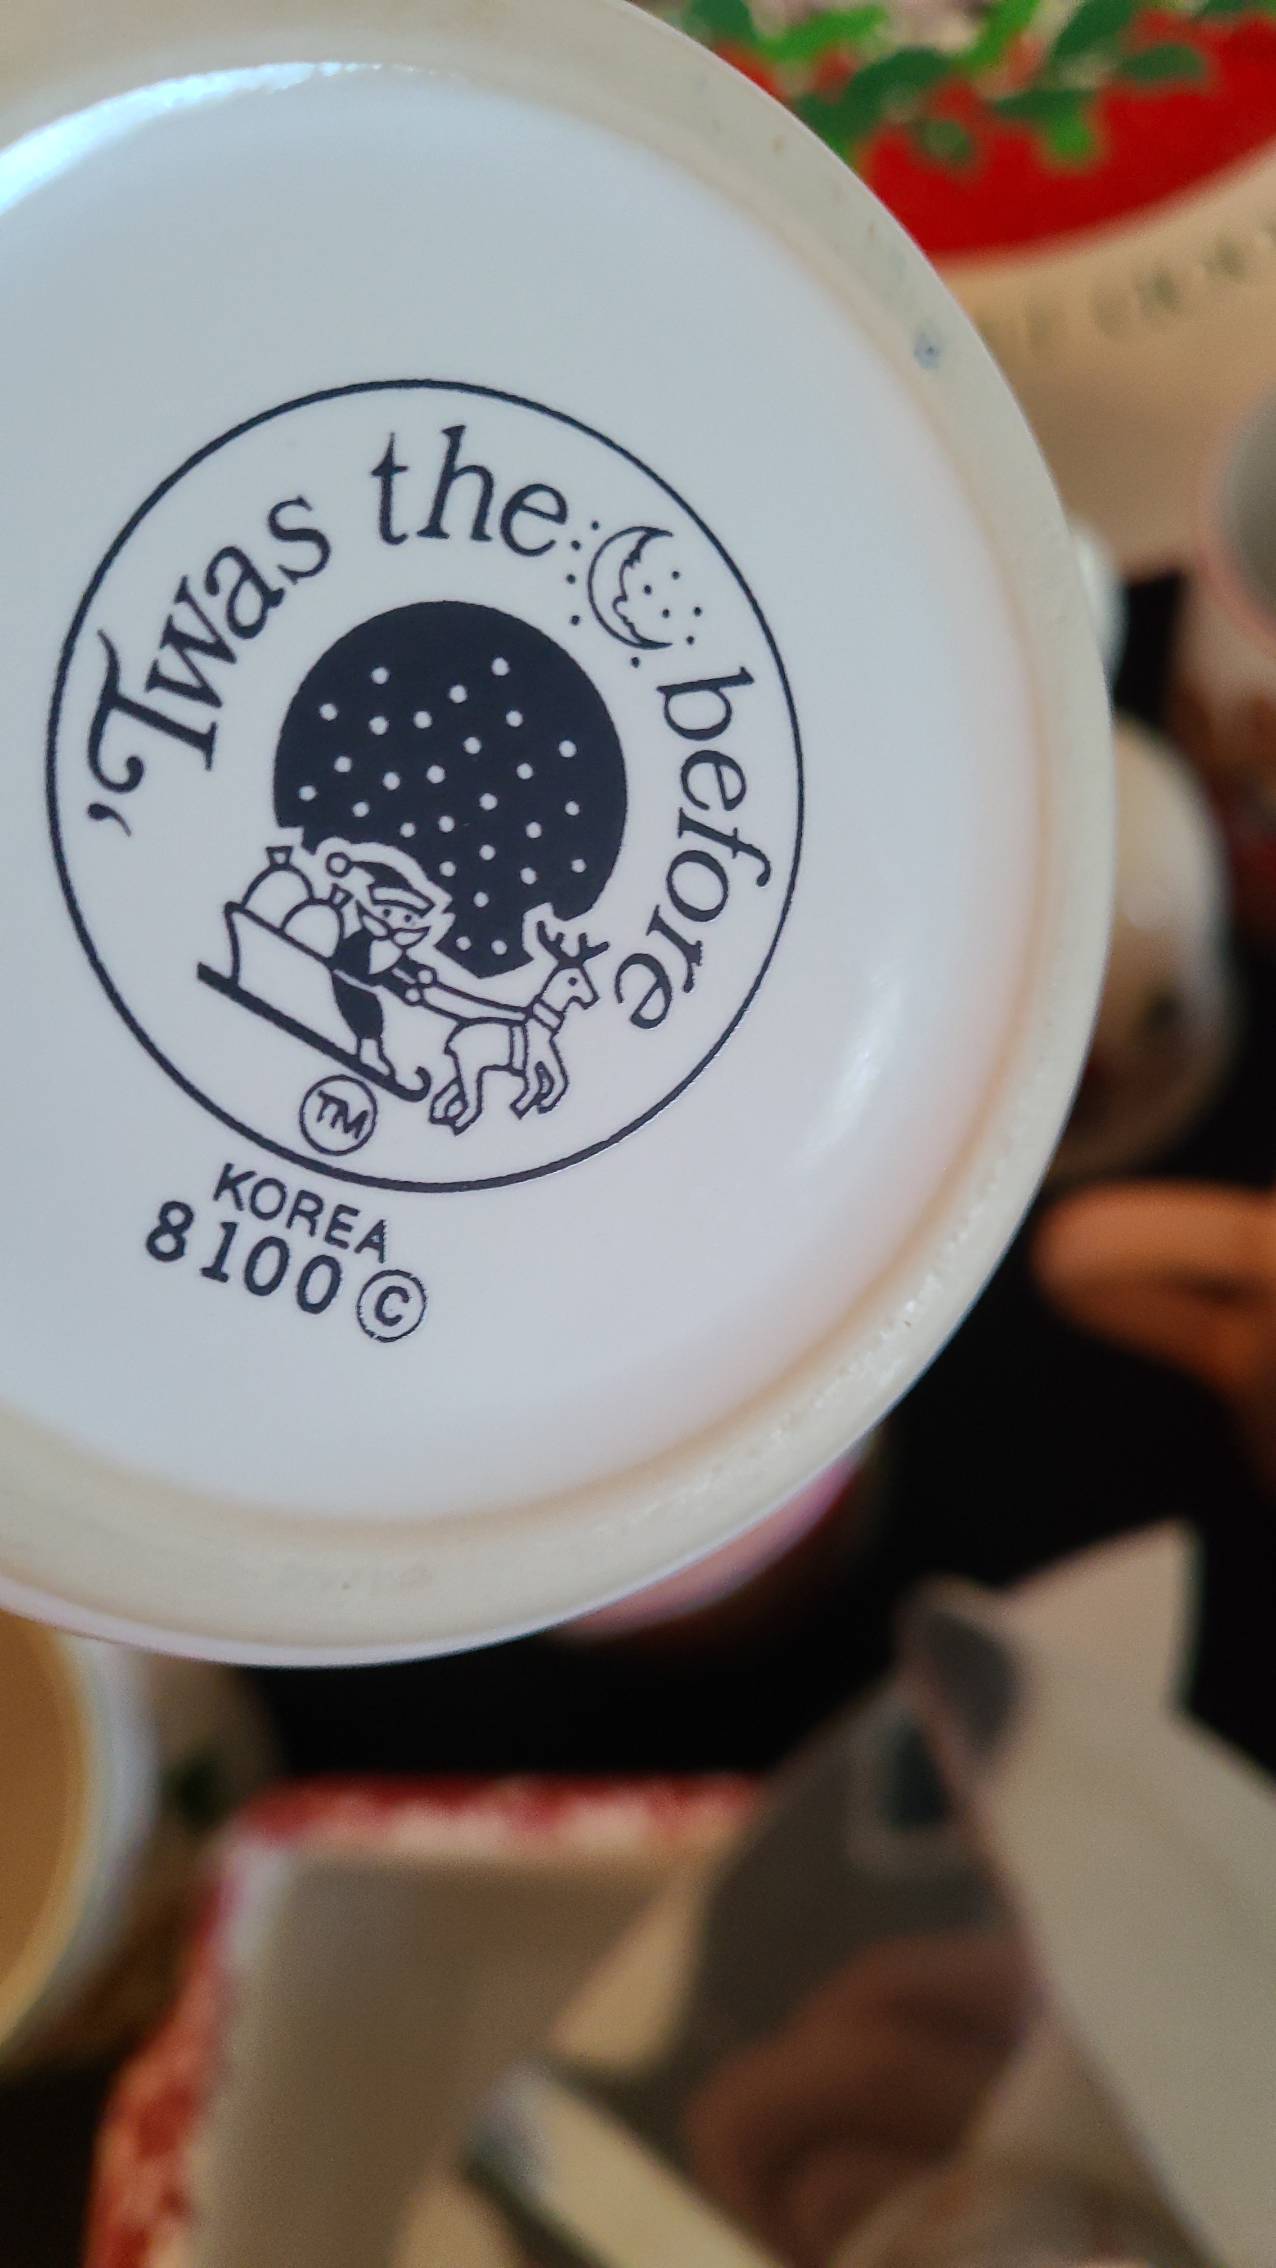 'Twas the before
TM
KOREA
8100 ©